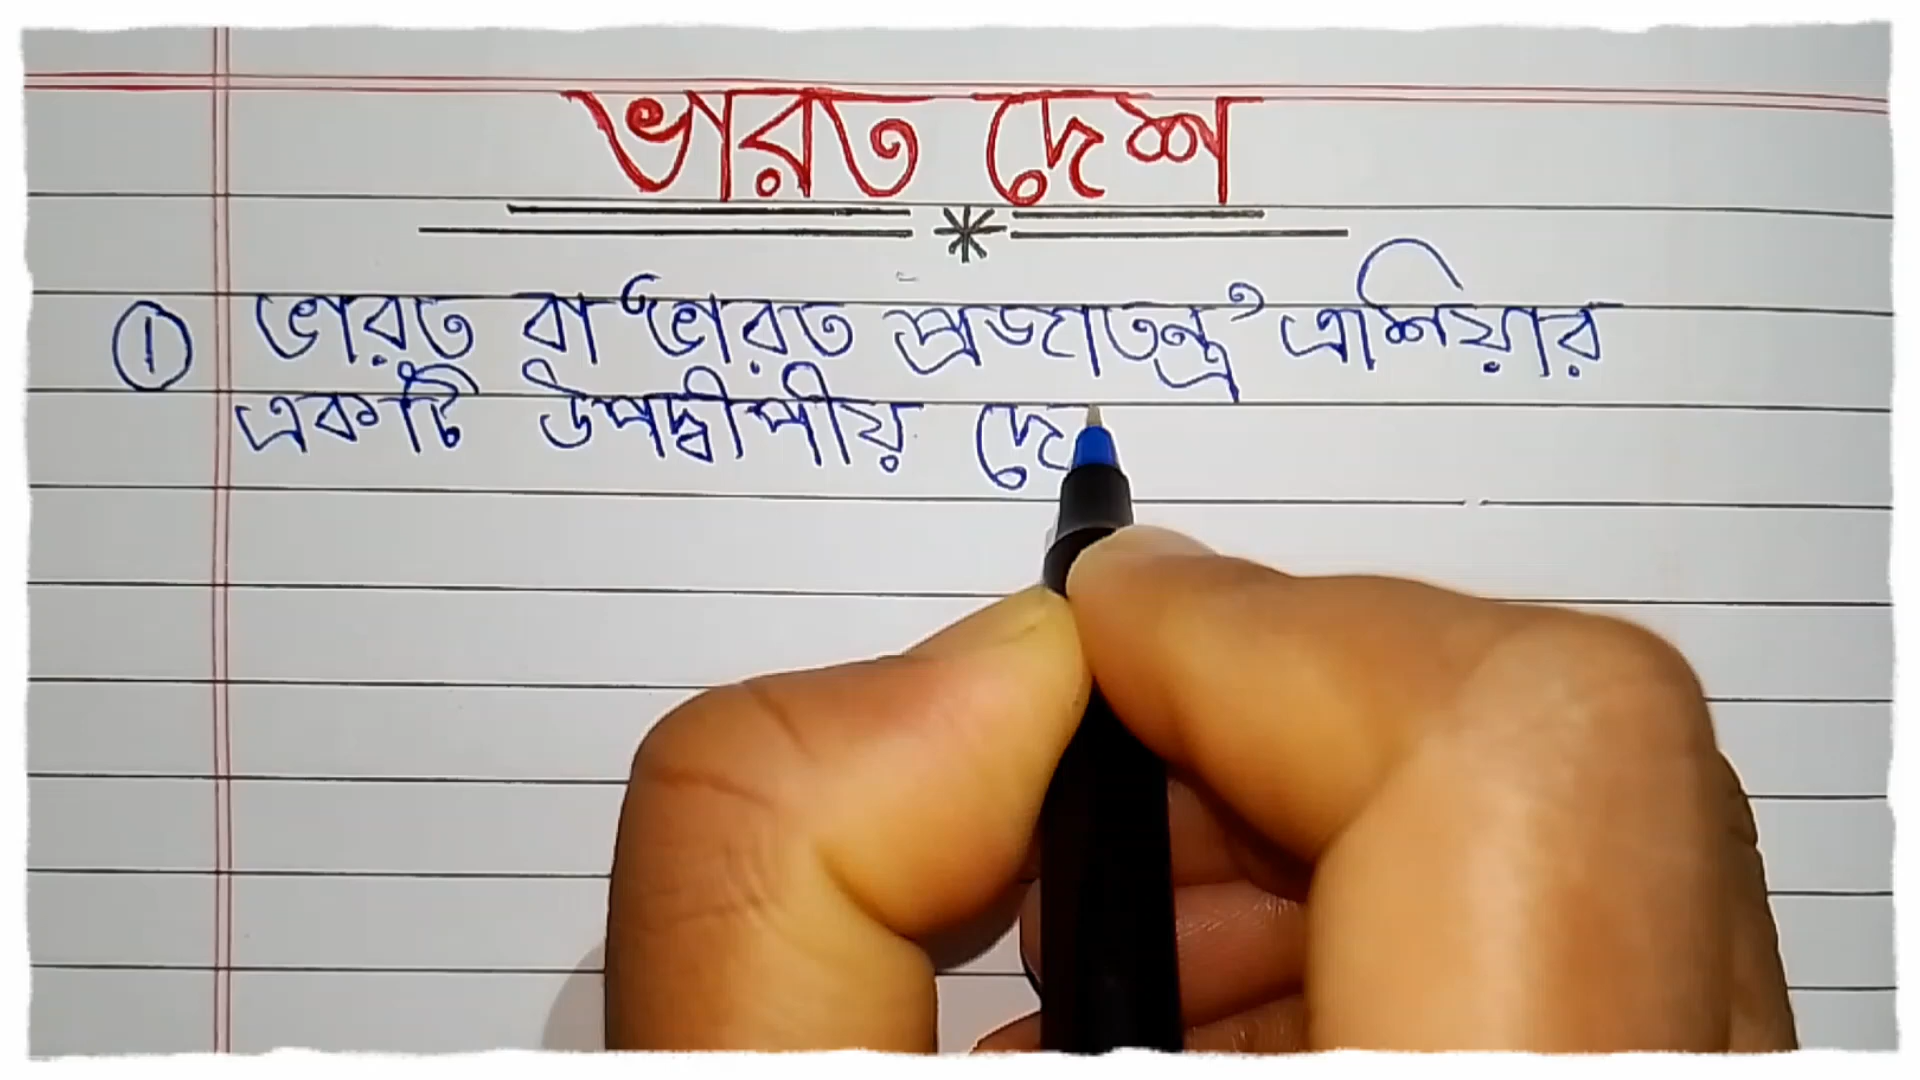 ভারত দেশ
① ভারত বা ‘ভারত প্রজাতন্ত্র’ এশিয়ার
একটি উপদ্বীপীয় দে